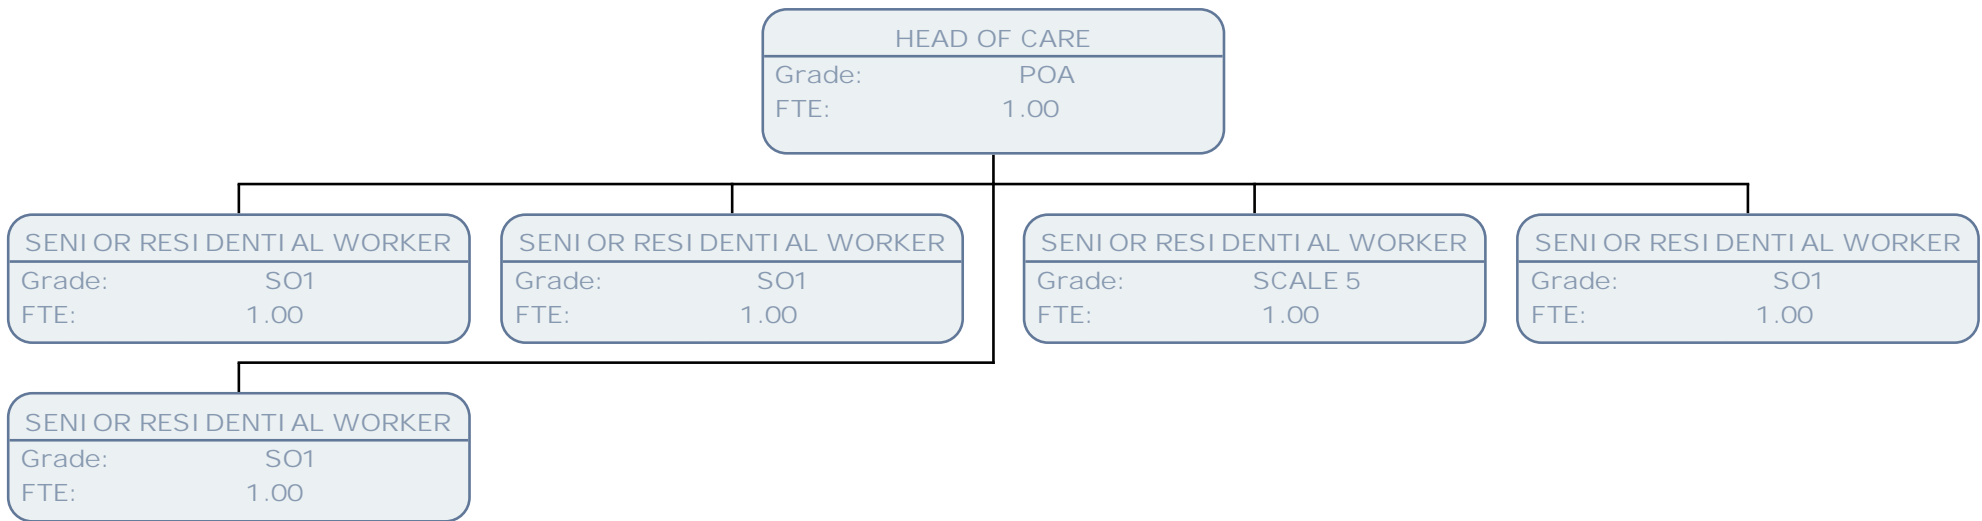 HEAD OF CARE
Grade: POA
FTE: 1.00
SENIOR RESIDENTIAL WORKER
Grade: SO1
FTE: 1.00
SENIOR RESIDENTIAL WORKER
Grade: SO1
FTE: 1.00
SENIOR RESIDENTIAL WORKER
Grade: SCALE 5
FTE: 1.00
SENIOR RESIDENTIAL WORKER
Grade: SO1
FTE: 1.00
SENIOR RESIDENTIAL WORKER
Grade: SO1
FTE: 1.00